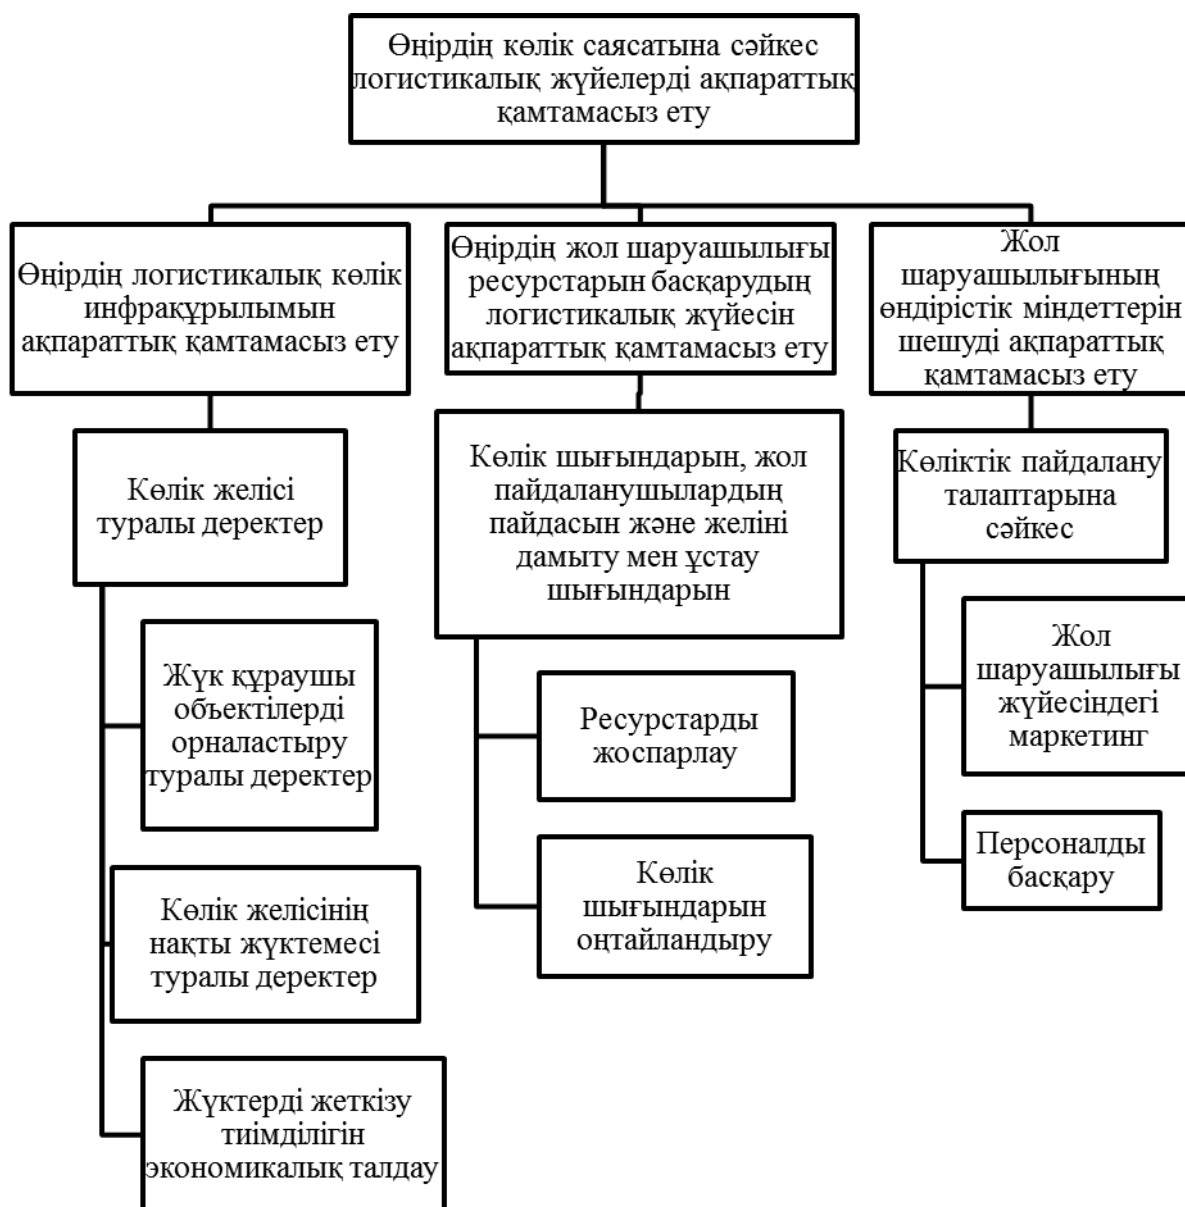 Өңірдің көлік саясатына сәйкес
логистикалық жүйелерді ақпараттық
қамтамасыз ету
Өңірдің логистикалық көлік
инфрақұрылымын
ақпараттық қамтамасыз ету
Өңірдің жол шаруашылығы
ресурстарын басқарудың
логистикалық жүйесін
ақпараттық қамтамасыз ету
Жол
шаруашылығының
өндірістік міндеттерін
шешуді ақпараттық
қамтамасыз ету
Көлік желісі
туралы деректер
Көлік шығындарын, жол
пайдаланушылардың
пайдасын және желіні
дамыту мен ұстау
шығындарын
Көліктік пайдалану
талаптарына
сәйкес
Жүк құраушы
объектілерді
орналастыру
туралы деректер
Көлік желісінің
нақты жүктемесі
туралы деректер
Жүктерді жеткізу
тиімділігін
экономикалық талдау
Ресурстарды
жоспарлау
Көлік
шығындарын
оңтайландыру
Жол
шаруашылығы
жүйесіндегі
маркетинг
Персоналды
басқару